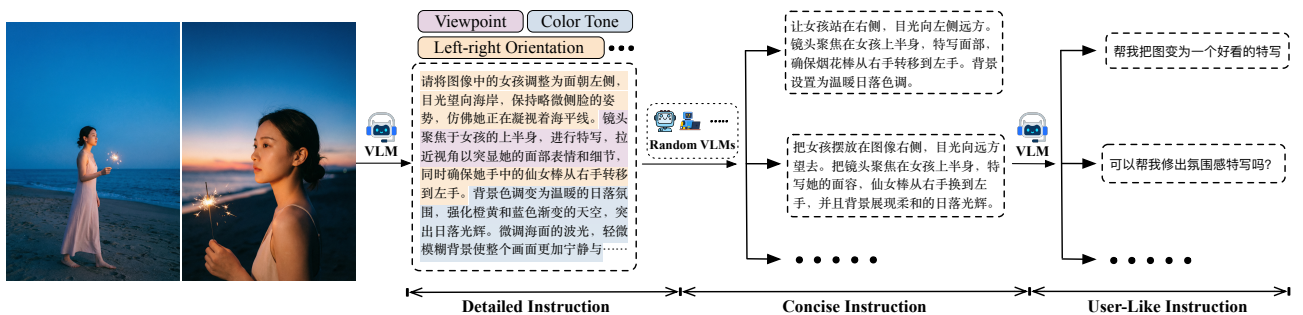 Viewpoint
Color Tone
Left-right Orientation
请将图像中的女孩调整为面朝左侧，
目光望向海岸，保持略微侧脸的姿
势，仿佛她正在凝视着海平线。镜头
聚焦于女孩的上半身，进行特写，拉
近视角以突显她的面部表情和细节，
同时确保她手中的仙女棒从右手转移
到左手。背景色调变为温暖的日落氛
围，强化橙黄和蓝色渐变的天空，突
出日落光辉。微调海面的波光，轻微
模糊背景使整个画面更加宁静与……
VLM
Random VLMs
让女孩站在右侧，目光向左侧远方。
镜头聚焦在女孩上半身，特写面部，
确保烟花棒从右手转移到左手。背景
设置为温暖日落色调。
把女孩摆放在图像右侧，目光向远方
望去。把镜头聚焦在女孩上半身，特
写她的面容，仙女棒从右手换到左
手，并且背景展现柔和的日落光辉。
VLM
帮我把图变为一个好看的特写
可以帮我修出氛围感特写吗？
Detailed Instruction
Concise Instruction
User-Like Instruction